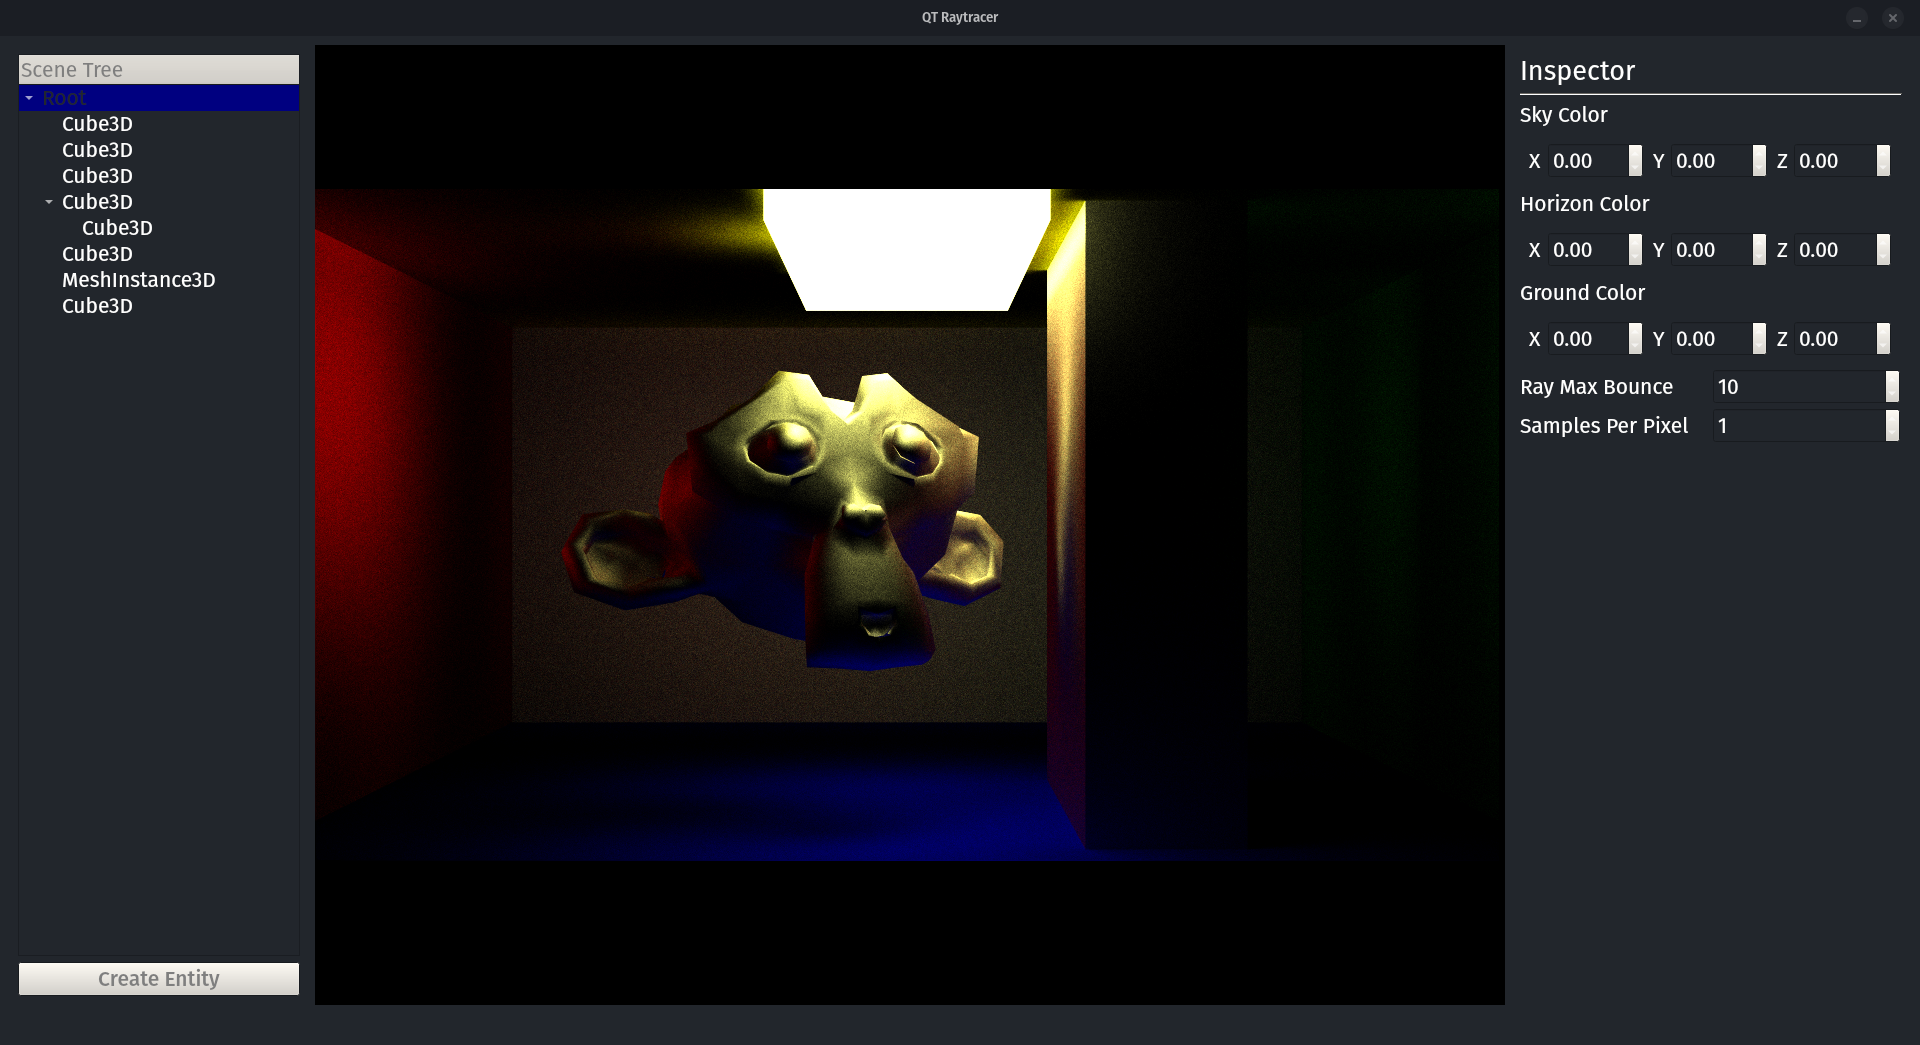 QT Raytracer
Scene Tree
Root
Cube3D
Cube3D
Cube3D
Cube3D
Cube3D
Cube3D
MeshInstance3D
Cube3D
Create Entity
Inspector
Sky Color
X 0.00 Y 0.00 Z 0.00
Horizon Color
X 0.00 Y 0.00 Z 0.00
Ground Color
X 0.00 Y 0.00 Z 0.00
Ray Max Bounce 10
Samples Per Pixel 1